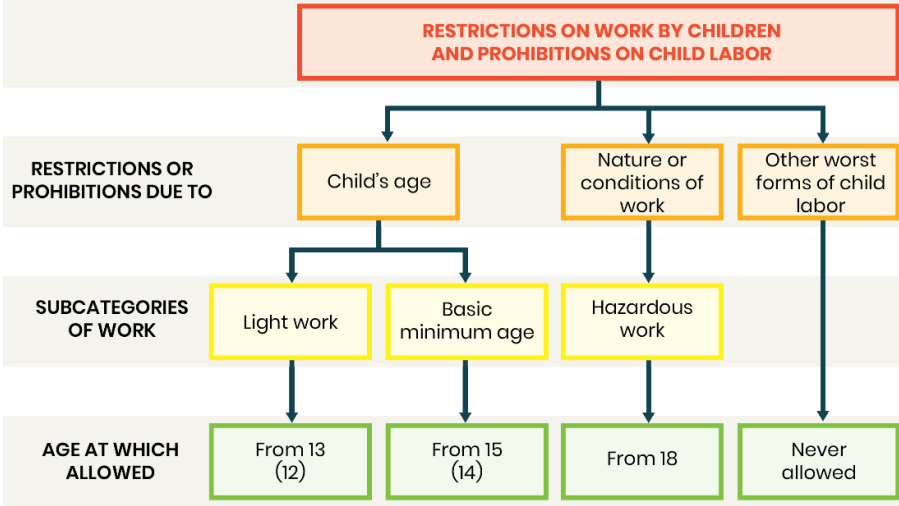 RESTRICTIONS ON WORK BY CHILDREN
AND PROHIBITIONS ON CHILD LABOR
RESTRICTIONS OR
PROHIBITIONS DUE TO
Child's age
Nature or
conditions of
work
Other worst
forms of child
labor
SUBCATEGORIES
OF WORK
Light work
Basic
minimum age
Hazardous
work
AGE AT WHICH
ALLOWED
From 13
(12)
From 15
(14)
From 18
Never
allowed